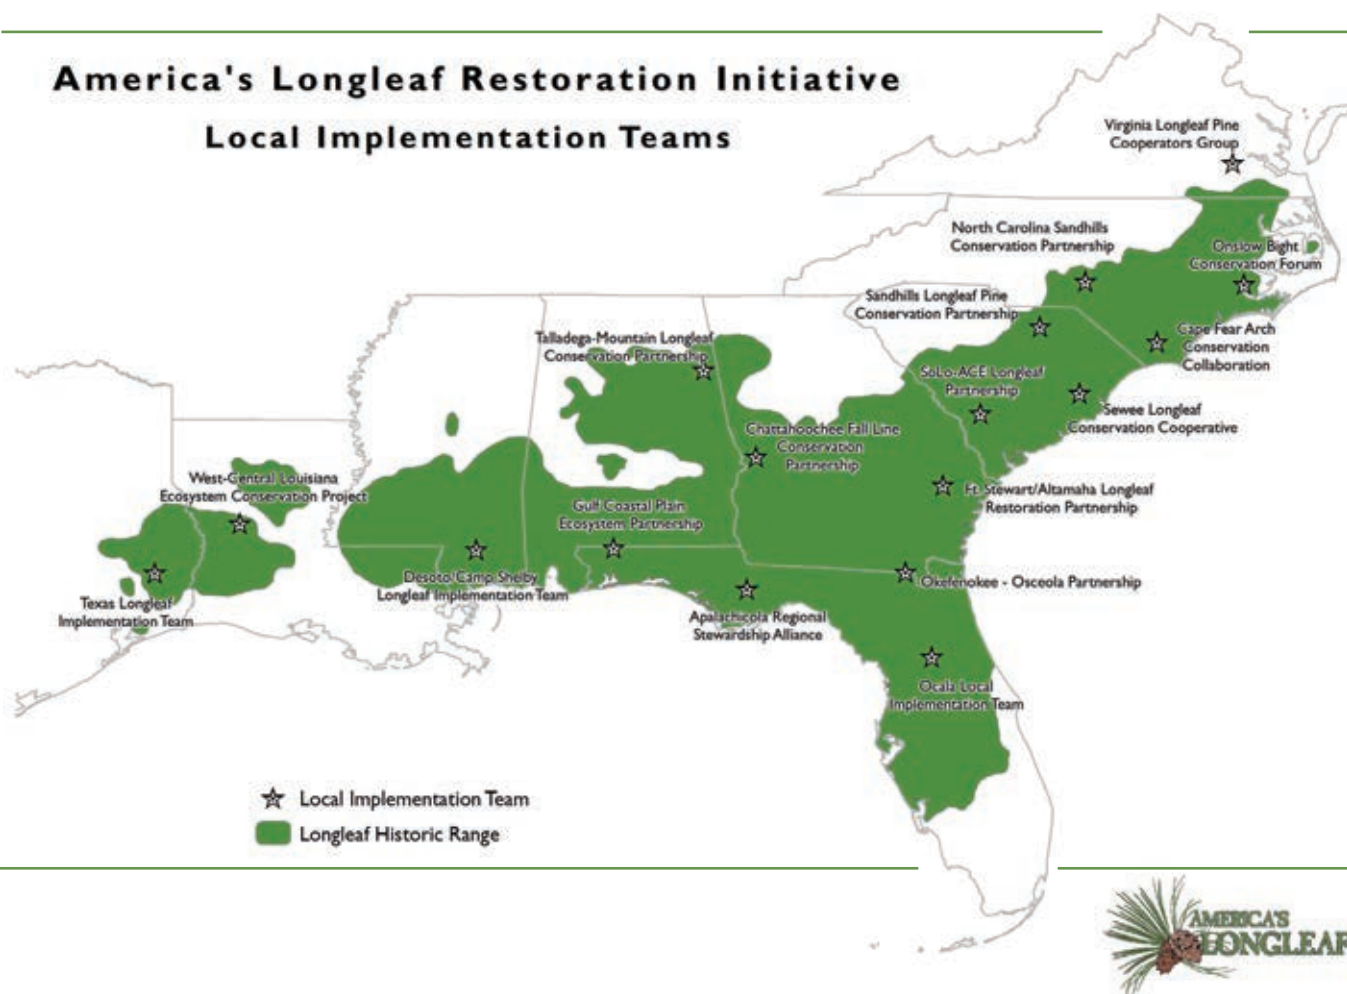 America's Longleaf Restoration Initiative
Local Implementation Teams
Virginia Longleaf Pine
Cooperators Group
North Carolina Sandhills
Conservation Partnership
Onslow Bight
Conservation Forum
Sandhills Longleaf Pine
Conservation Partnership
Cape Fear Arch
Conservation
Collaboration
Talladega-Mountain Longleaf
Conservation Partnership
SoLo-ACE Longleaf
Partnership
Sewee Longleaf
Conservation Cooperative
Chattahoochee Fall Line
Conservation
Partnership
West-Central Louisiana
Ecosystem Conservation Project
Ft. Stewart/Altamaha Longleaf
Restoration Partnership
Gulf Coastal Plain
Ecosystem Partnership
Desoto/Camp Shelby
Longleaf Implementation Team
Okefenokee - Osceola Partnership
Texas Longleaf
Implementation Team
Apalachicola Regional
Stewardship Alliance
Ocala Local
Implementation Team
Local Implementation Team
Longleaf Historic Range
AMERICA'S
LONGLEAF